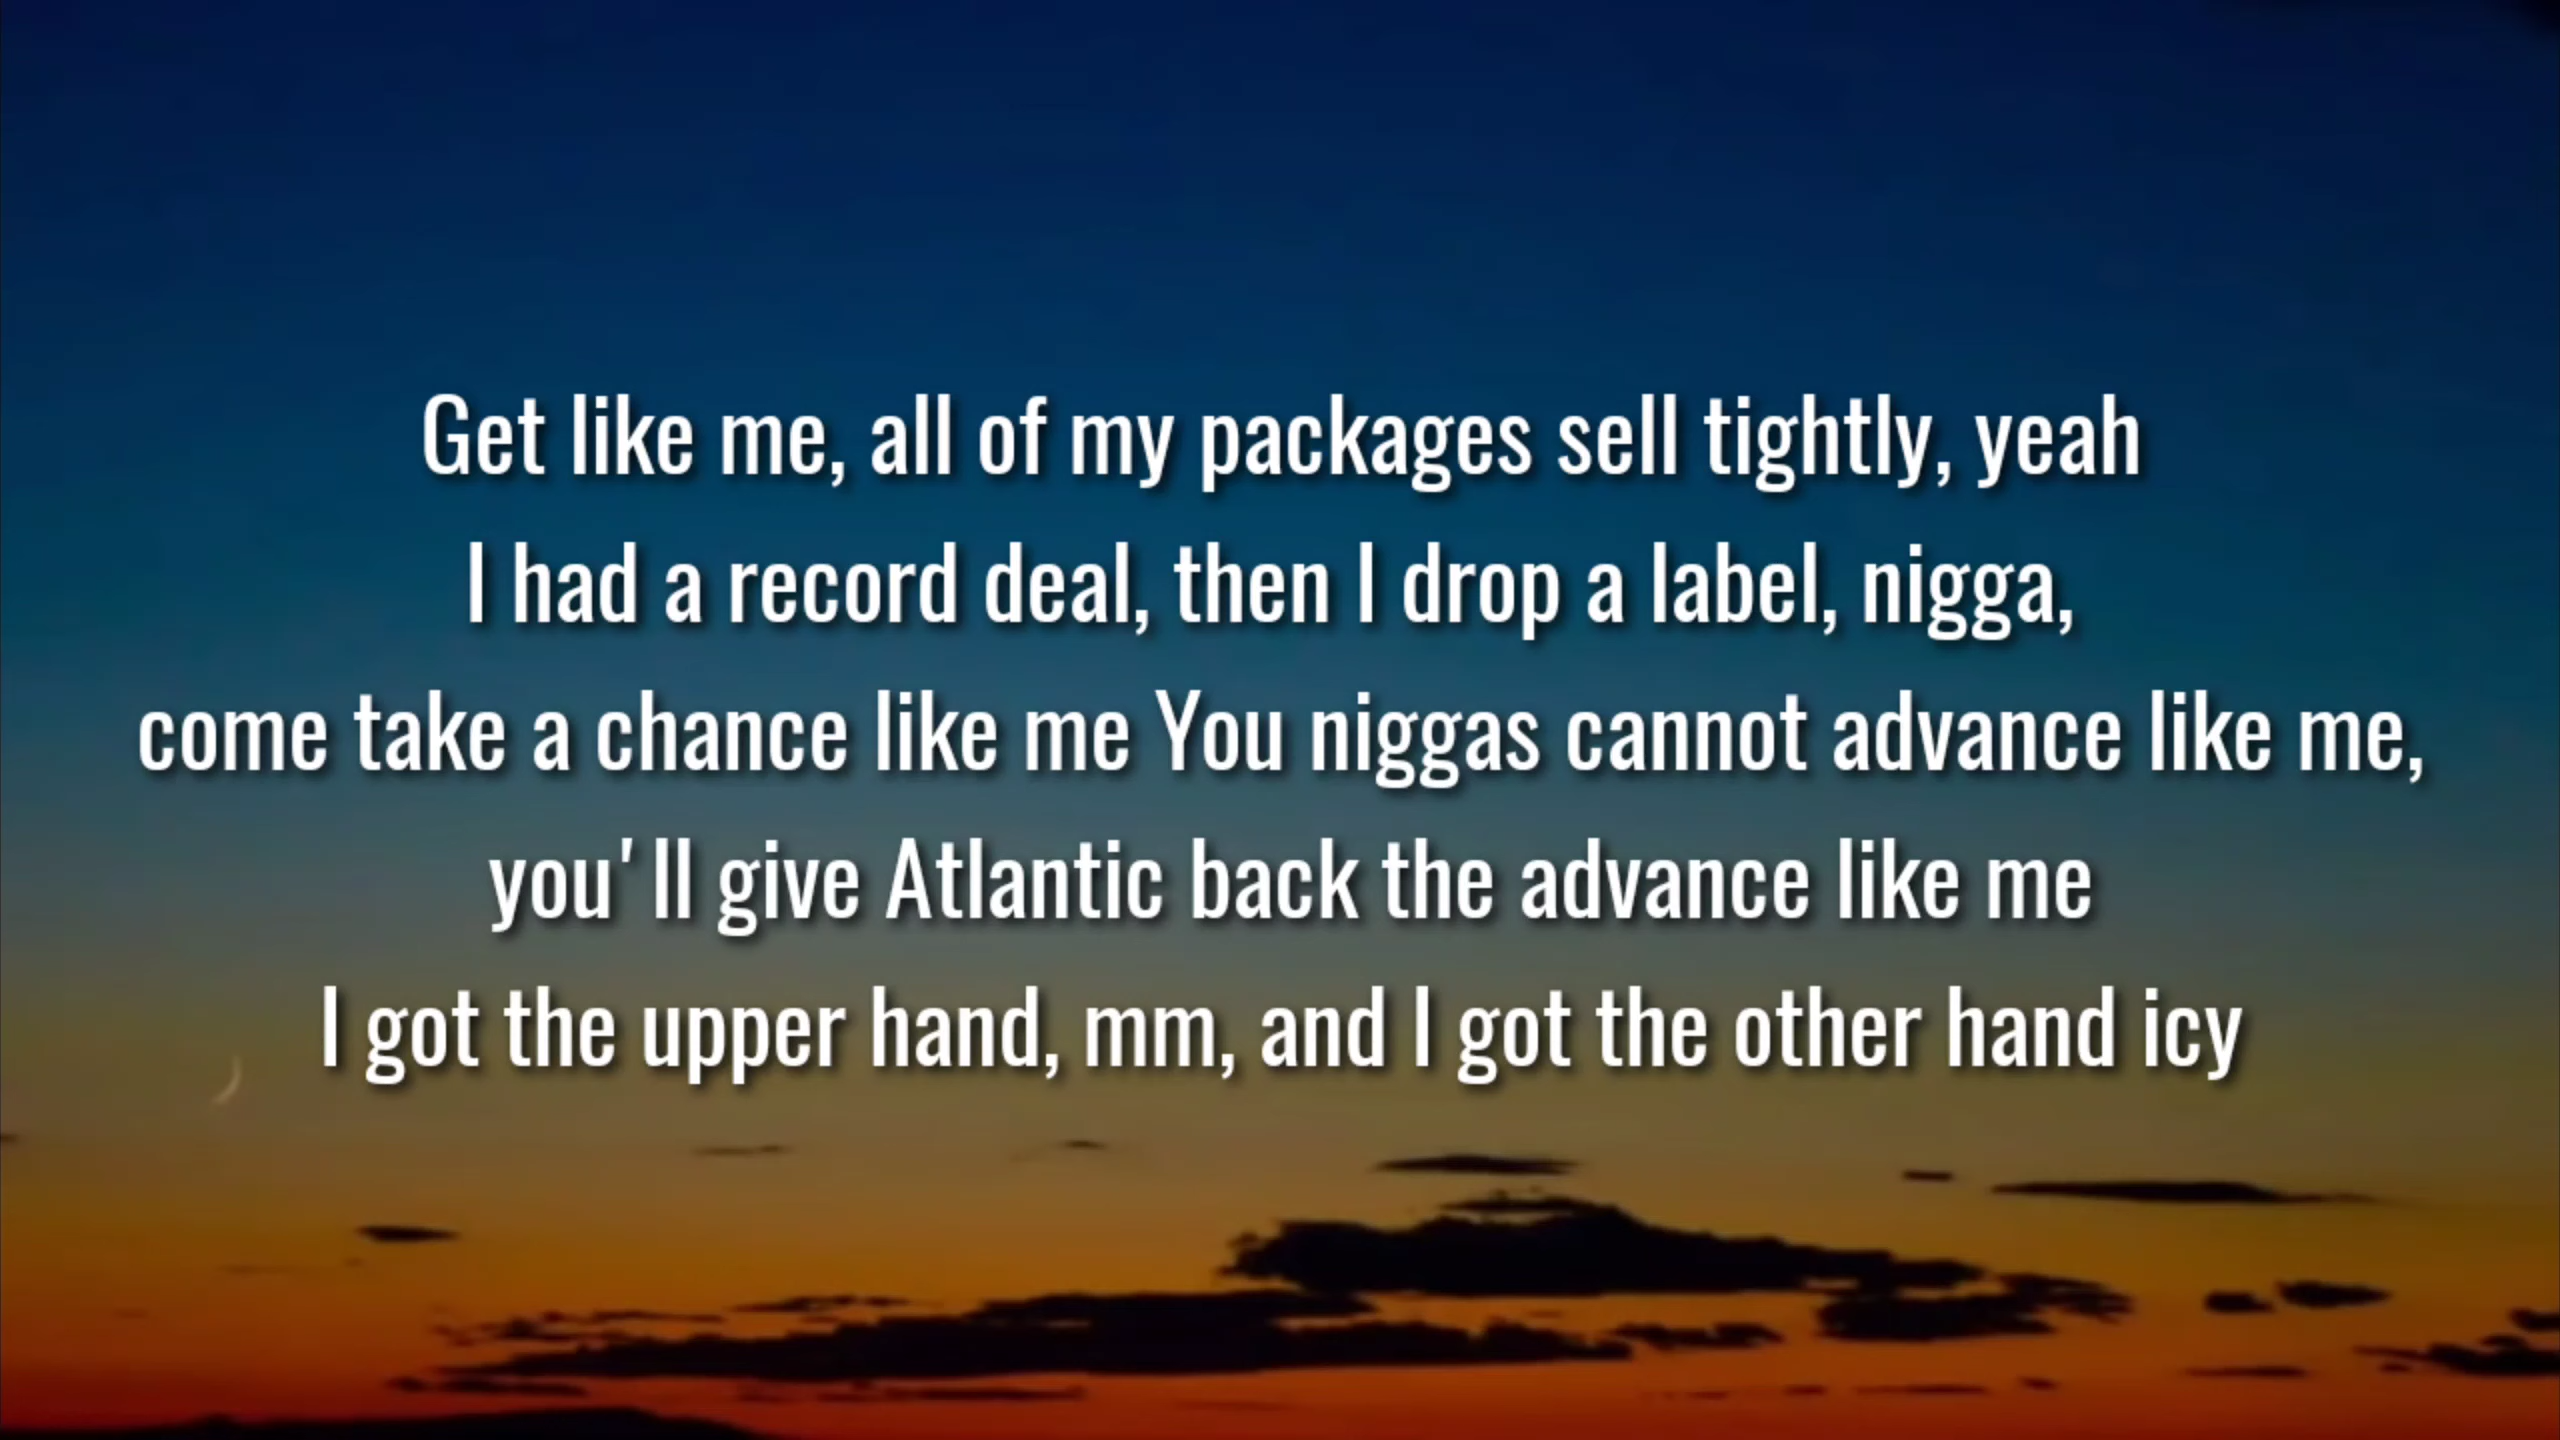 Get like me, all of my packages sell tightly, yeah
I had a record deal, then I drop a label, nigga,
come take a chance like me You niggas cannot advance like me,
you'll give Atlantic back the advance like me
I got the upper hand, mm, and I got the other hand icy